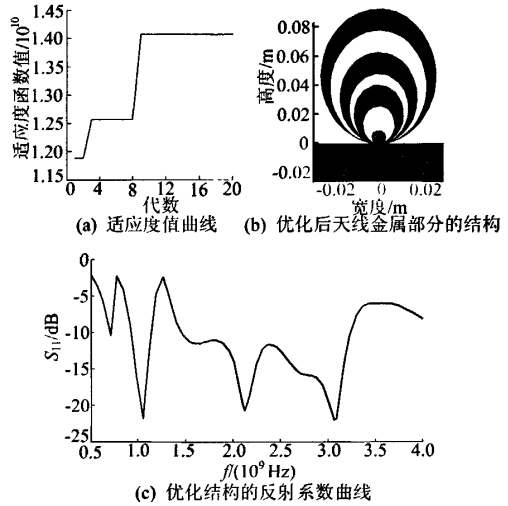 适应度函数值/10¹⁰
1.45
1.40
1.35
1.30
1.25
1.20
1.15
0 4 8 12 16 20
代数
(a) 适应度值曲线
高度/m
0.08
0.06
0.04
0.02
0
-0.02
-0.02 0 0.02
宽度/m
(b) 优化后天线金属部分的结构
S₁₁/dB
0
-5
-10
-15
-20
-25
0.5 1.0 1.5 2.0 2.5 3.0 3.5 4.0
f/(10⁹Hz)
(c) 优化结构的反射系数曲线